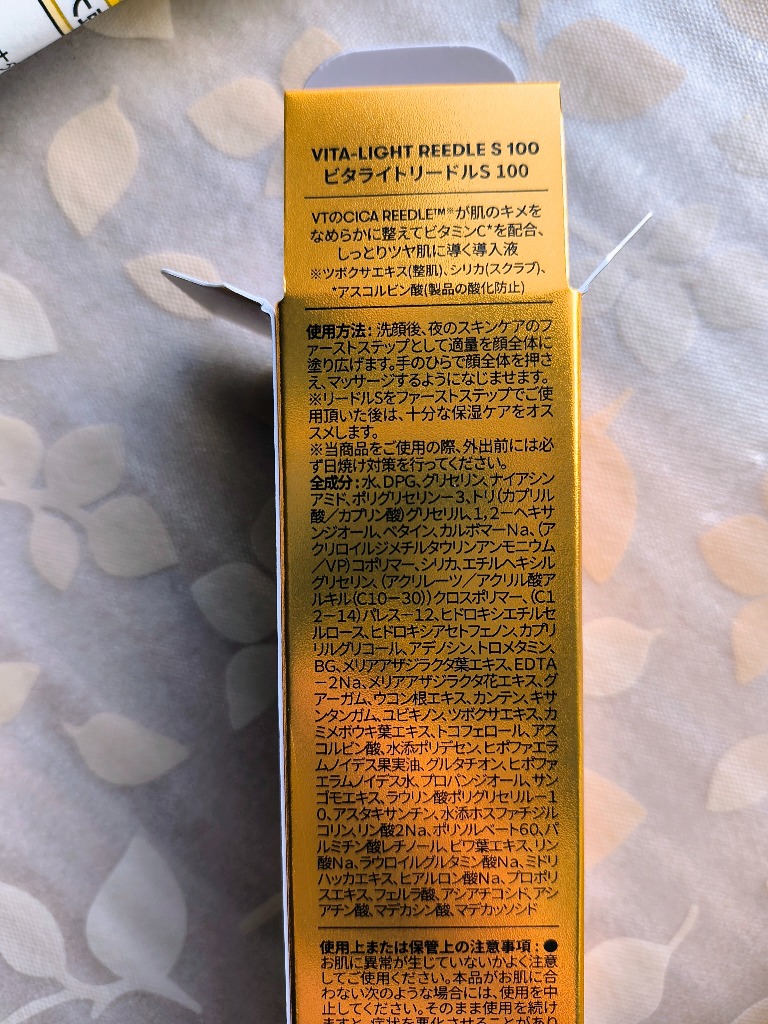 VITA-LIGHT REEDLE S 100
ビタライトリードルS 100
VTのCICA REEDLE™※が肌のキメを
なめらかに整えてビタミンC*を配合、
しっとりツヤ肌に導く導入液
※ツボクサエキス(整肌)、シリカ(スクラブ)、
*アスコルビン酸(製品の酸化防止)
使用方法：洗顔後、夜のスキンケアのフ
ァーストステップとして適量を顔全体に
塗り広げます。手のひらで顔全体を押さ
え、マッサージするようになじませます。
※リードルSをファーストステップでご使
用頂いた後は、十分な保湿ケアをオス
スメします。
※当商品をご使用の際、外出前には必
ず日焼け対策を行ってください。
全成分：水、DPG、グリセリン、ナイアシン
アミド、ポリグリセリン－3、トリ(カプリル
酸／カプリン酸)グリセリル、1,2－ヘキサ
ンジオール、ベタイン、カルボマーNa、(ア
クリロイルジメチルタウリンアンモニウム
／VP)コポリマー、シリカ、エチルヘキシル
グリセリン、(アクリレーツ／アクリル酸ア
ルキル(C10－30))クロスポリマー、(C1
2－14)パレス－12、ヒドロキシエチルセ
ルロース、ヒドロキシアセトフェノン、カプリ
リルグリコール、アデノシン、トロメタミン、
BG、メリアアザジラクタ葉エキス、EDTA
－2Na、メリアアザジラクタ花エキス、グ
アーガム、ウコン根エキス、カンテン、キサ
ンタンガム、ユビキノン、ツボクサエキス、カ
ミメボウキ葉エキス、トコフェロール、アス
コルビン酸、水添ポリデセン、ヒポファエラ
ムノイデス果実油、グルタチオン、ヒポファ
エラムノイデス水、プロパンジオール、サン
ゴモエキス、ラウリン酸ポリグリセリル－1
0、アスタキサンチン、水添ホスファチジル
コリン、リン酸2Na、ポリソルベート60、パ
ルミチン酸レチノール、ビワ葉エキス、リン
酸Na、ラウロイルグルタミン酸Na、ミドリ
ハッカエキス、ヒアルロン酸Na、プロポリ
スエキス、フェルラ酸、アシアチコシド、アシ
アチン酸、マデカシン酸、マデカッソシド
使用上または保管上の注意事項：●
お肌に異常が生じていないかよく注意
してご使用ください。本品がお肌に合
わない次のような場合には、使用を中
止してください。そのまま使用を続け
ますと、症状を悪化させることがあり